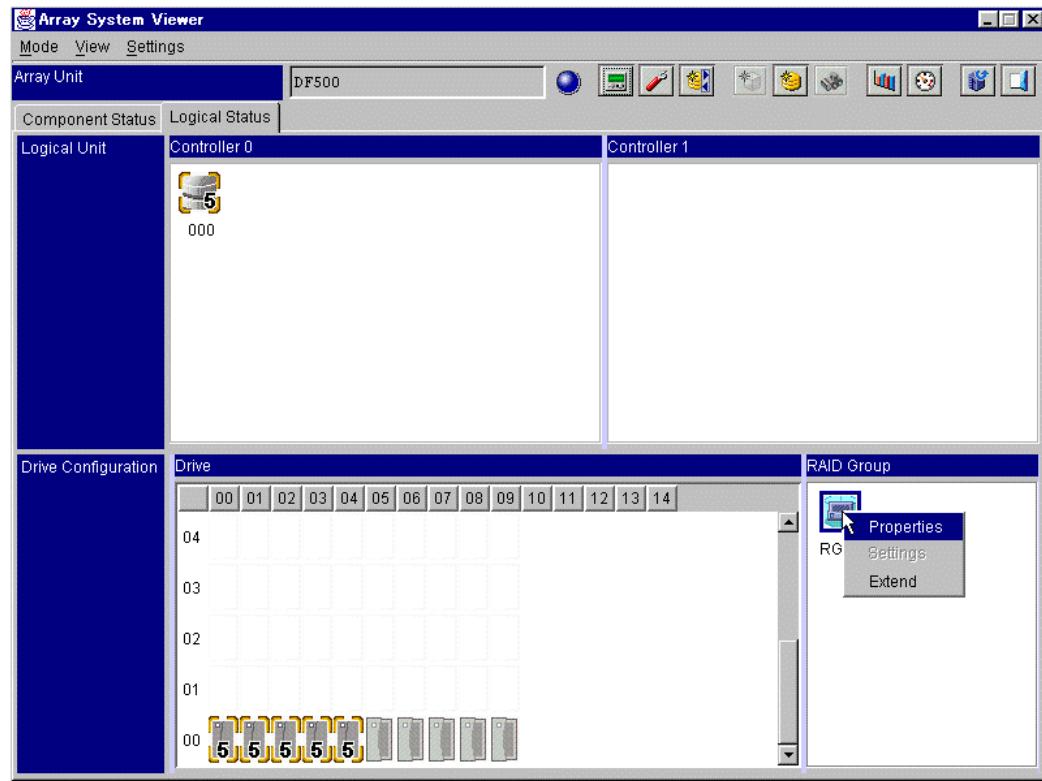 Array System Viewer
Mode View Settings
Array Unit DF500
Component Status Logical Status
Logical Unit Controller 0 Controller 1
5
000
Drive Configuration Drive RAID Group
00 01 02 03 04 05 06 07 08 09 10 11 12 13 14
04
03
02
01
00 5 5 5 5 5
RG
Properties
Settings
Extend